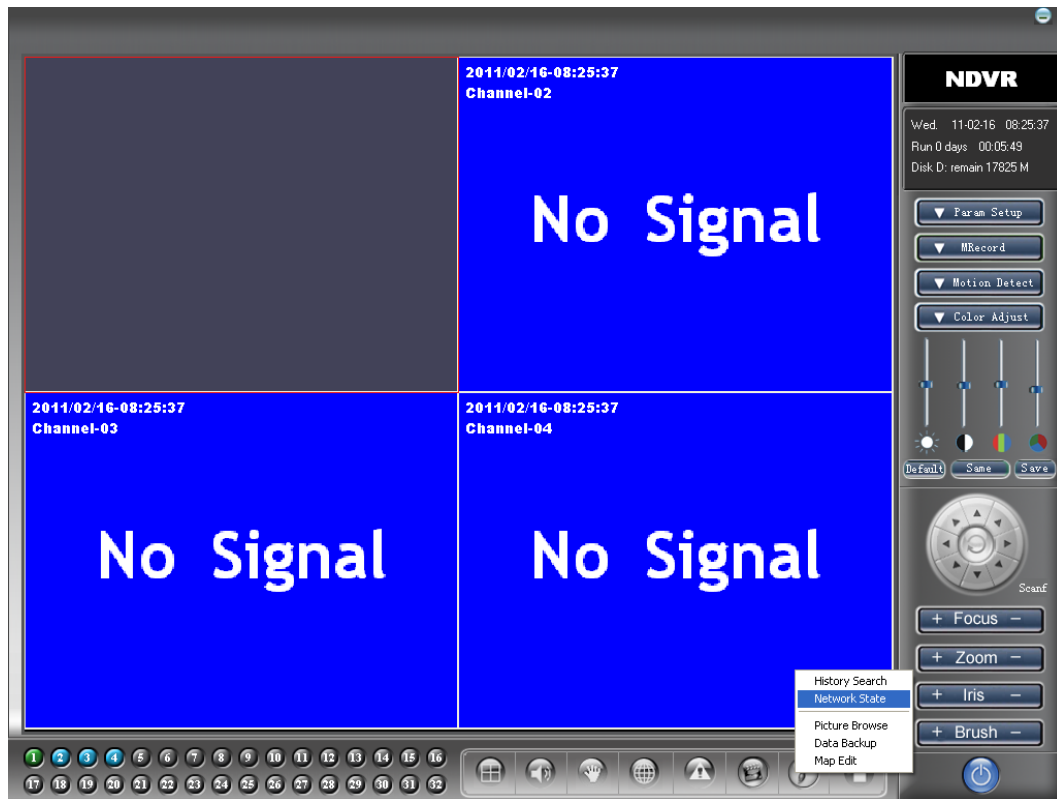 NDVR
Wed. 11-02-16 08:25:37
Run 0 days 00:05:49
Disk D: remain 17825 M
2011/02/16-08:25:37
Channel-02
No Signal
2011/02/16-08:25:37
Channel-03
No Signal
2011/02/16-08:25:37
Channel-04
No Signal
Param Setup
MRecord
Motion Detect
Color Adjust
Default Same Save
Scanf
+ Focus −
+ Zoom −
+ Iris −
+ Brush −
History Search
Network State
Picture Browse
Data Backup
Map Edit
1 2 3 4 5 6 7 8 9 10 11 12 13 14 15 16
17 18 19 20 21 22 23 24 25 26 27 28 29 30 31 32